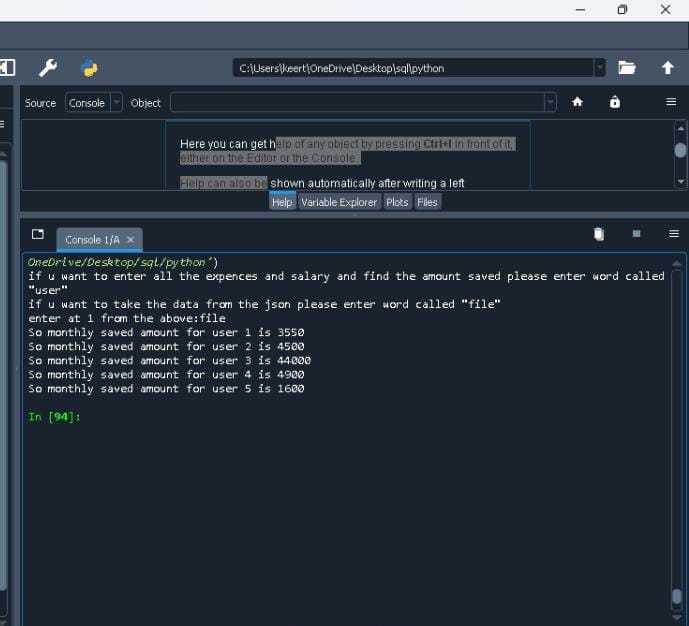 C:\Users\keert\OneDrive\Desktop\sql\python
Source Console Object
Here you can get help of any object by pressing Ctrl+I in front of it,
either on the Editor or the Console.
Help can also be shown automatically after writing a left
Help Variable Explorer Plots Files
Console 1/A
OneDrive/Desktop/sql/python')
if u want to enter all the expences and salary and find the amount saved please enter word called
"user"
if u want to take the data from the json please enter word called "file"
enter at 1 from the above:file
So monthly saved amount for user 1 is 3550
So monthly saved amount for user 2 is 4500
So monthly saved amount for user 3 is 44000
So monthly saved amount for user 4 is 4900
So monthly saved amount for user 5 is 1600
In [94]: